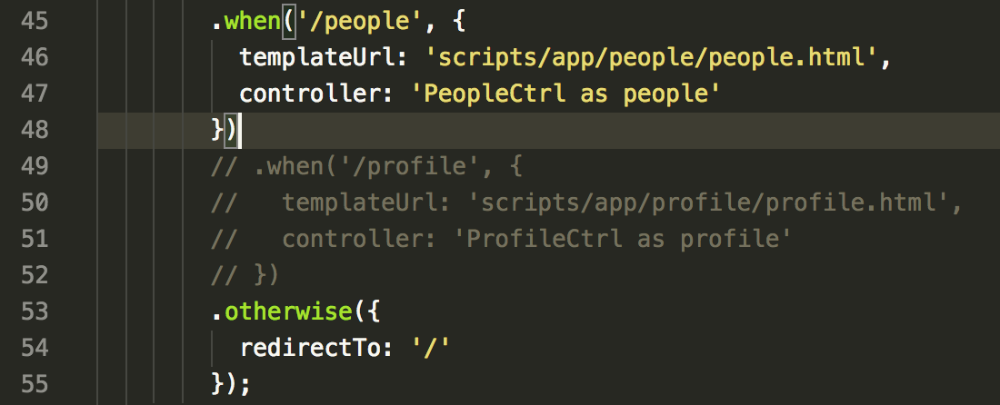 45 .when('/people', {
46 templateUrl: 'scripts/app/people/people.html',
47 controller: 'PeopleCtrl as people'
48 })
49 // .when('/profile', {
50 //   templateUrl: 'scripts/app/profile/profile.html',
51 //   controller: 'ProfileCtrl as profile'
52 // })
53 .otherwise({
54 redirectTo: '/'
55 });